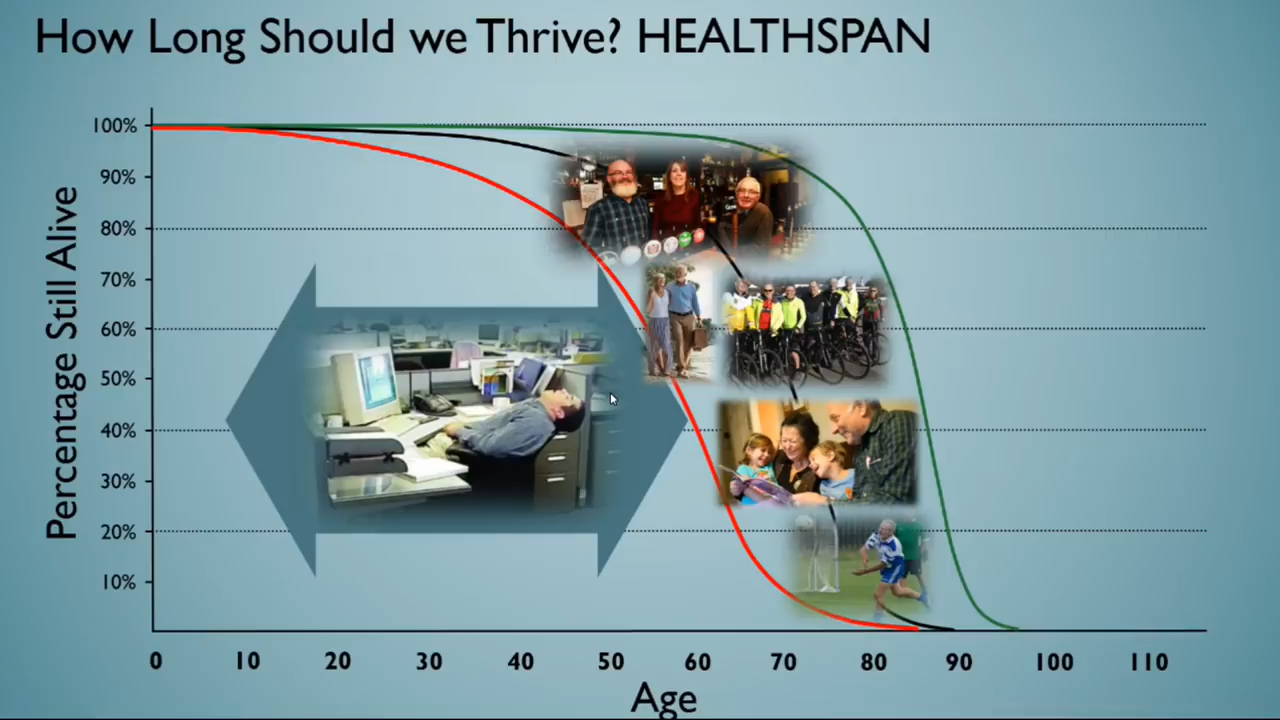 How Long Should we Thrive? HEALTHSPAN
Percentage Still Alive
100%
90%
80%
70%
60%
50%
40%
30%
20%
10%
0 10 20 30 40 50 60 70 80 90 100 110
Age